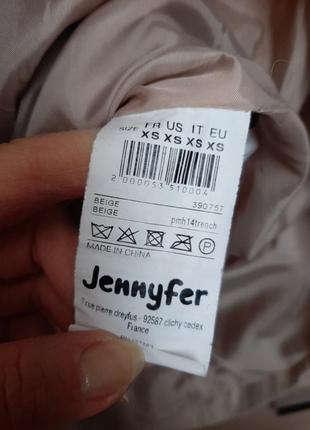 SIZE FR US IT EU
XS XS XS XS
2 000053 510004
BEIGE 390757
BEIGE pmh14trench
P
MADE IN CHINA
Jennyfer
7 rue pierre dreyfus - 92587 clichy cedex
France